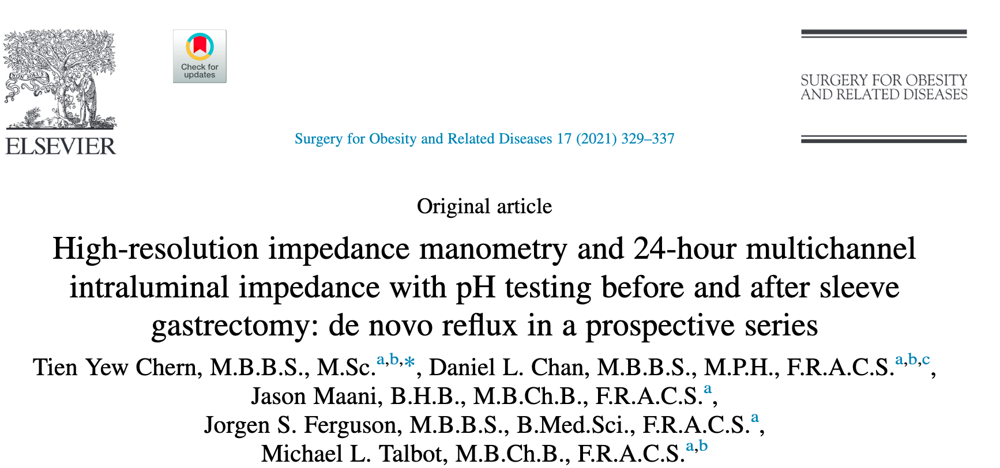 NON SOLUS
ELSEVIER
Check for
updates
SURGERY FOR OBESITY
AND RELATED DISEASES
Surgery for Obesity and Related Diseases 17 (2021) 329–337
Original article
High-resolution impedance manometry and 24-hour multichannel
intraluminal impedance with pH testing before and after sleeve
gastrectomy: de novo reflux in a prospective series
Tien Yew Chern, M.B.B.S., M.Sc.a,b,*, Daniel L. Chan, M.B.B.S., M.P.H., F.R.A.C.S.a,b,c,
Jason Maani, B.H.B., M.B.Ch.B., F.R.A.C.S.a,
Jorgen S. Ferguson, M.B.B.S., B.Med.Sci., F.R.A.C.S.a,
Michael L. Talbot, M.B.Ch.B., F.R.A.C.S.a,b